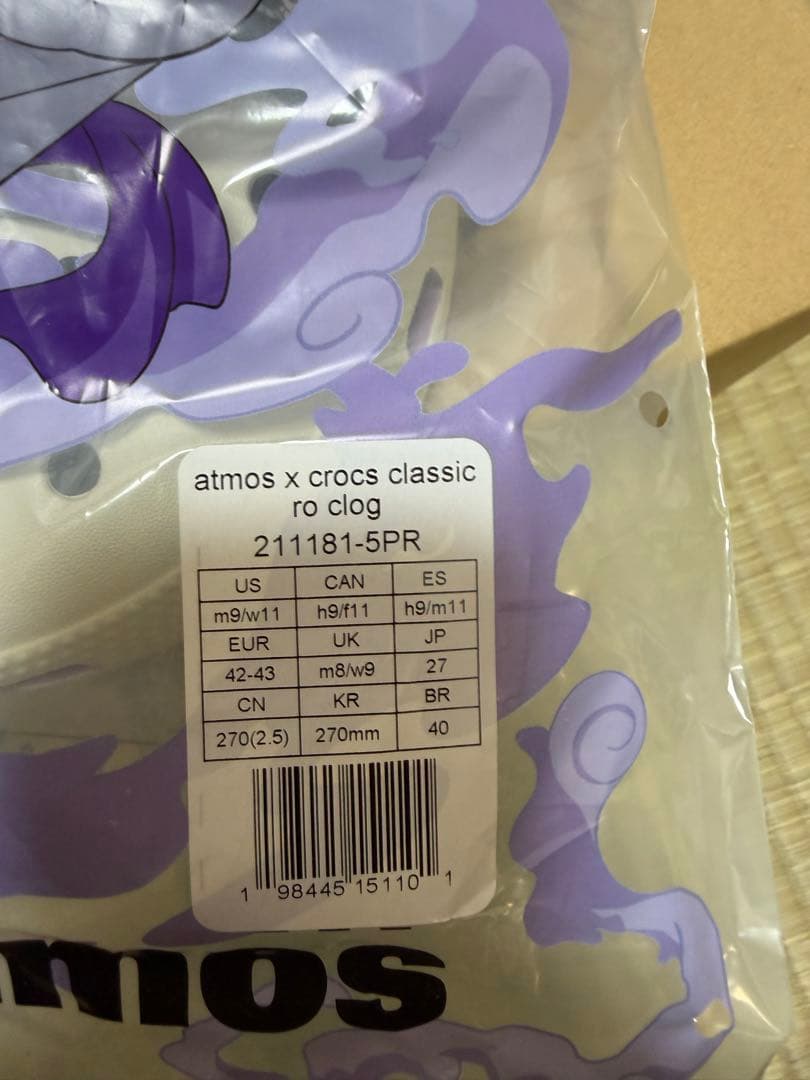 atmos x crocs classic
ro clog
211181-5PR
US CAN ES
m9/w11 h9/f11 h9/m11
EUR UK JP
42-43 m8/w9 27
CN KR BR
270(2.5) 270mm 40
1 98445 15110 1
mos